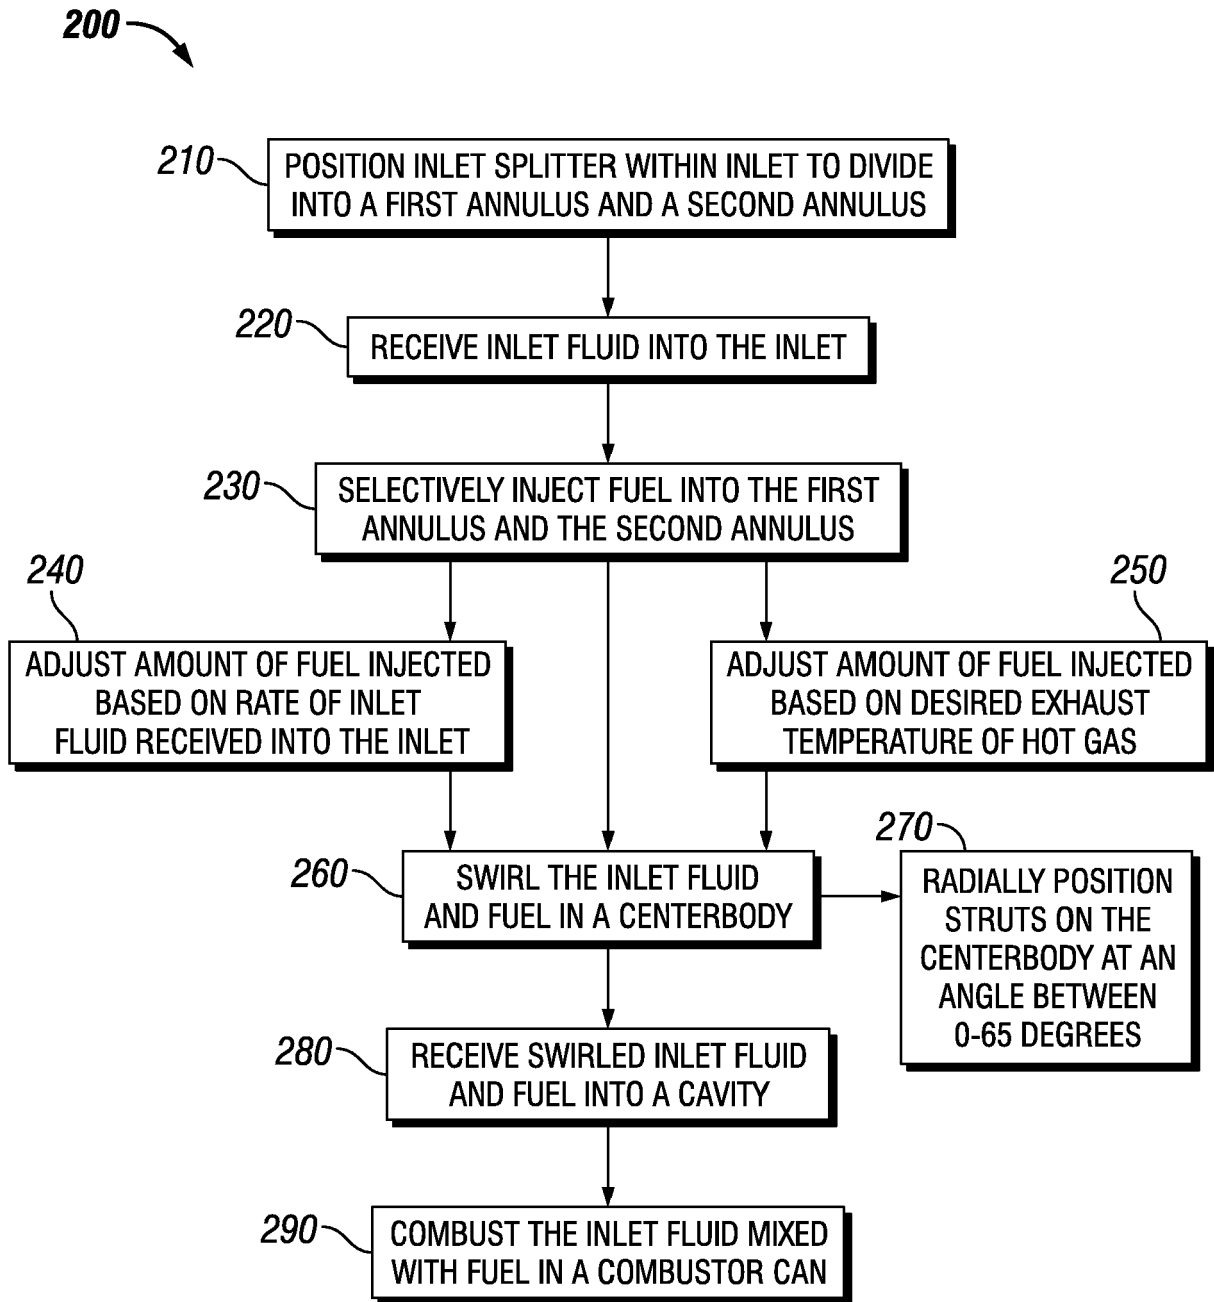 200
210
POSITION INLET SPLITTER WITHIN INLET TO DIVIDE
INTO A FIRST ANNULUS AND A SECOND ANNULUS
220
RECEIVE INLET FLUID INTO THE INLET
230
SELECTIVELY INJECT FUEL INTO THE FIRST
ANNULUS AND THE SECOND ANNULUS
240
ADJUST AMOUNT OF FUEL INJECTED
BASED ON RATE OF INLET
FLUID RECEIVED INTO THE INLET
250
ADJUST AMOUNT OF FUEL INJECTED
BASED ON DESIRED EXHAUST
TEMPERATURE OF HOT GAS
260
SWIRL THE INLET FLUID
AND FUEL IN A CENTERBODY
270
RADIALLY POSITION
STRUTS ON THE
CENTERBODY AT AN
ANGLE BETWEEN
0-65 DEGREES
280
RECEIVE SWIRLED INLET FLUID
AND FUEL INTO A CAVITY
290
COMBUST THE INLET FLUID MIXED
WITH FUEL IN A COMBUSTOR CAN